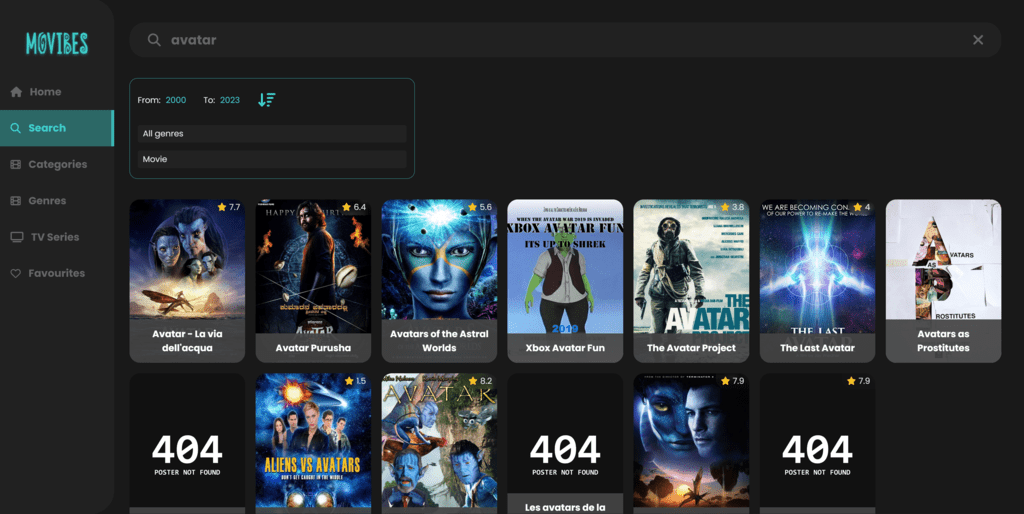 MOVIBES
avatar
Home
Search
Categories
Genres
TV Series
Favourites
From: 2000 To: 2023
All genres
Movie
7.7
Avatar - La via
dell'acqua
6.4
HAPPY
Avatar Purusha
5.6
Avatars of the Astral
Worlds
WHEN THE AVATAR WAR 2019 IS INVADED
XBOX AVATAR FUN
ITS UP TO SHREK
2019
Xbox Avatar Fun
3.8
THE
AVATAR
The Avatar Project
4
WE ARE BECOMING CON
OF OUR POWER TO RE-MAKE THE
THE LAST
The Last Avatar
A
VATARS
AS
P
ROSTITUTES
Avatars as
Prostitutes
404
POSTER NOT FOUND
1.5
ALIENS VS AVATARS
DON'T GET CAUGHT IN THE MIDDLE
8.2
AVATAR
404
POSTER NOT FOUND
Les avatars de la
7.9
7.9
404
POSTER NOT FOUND